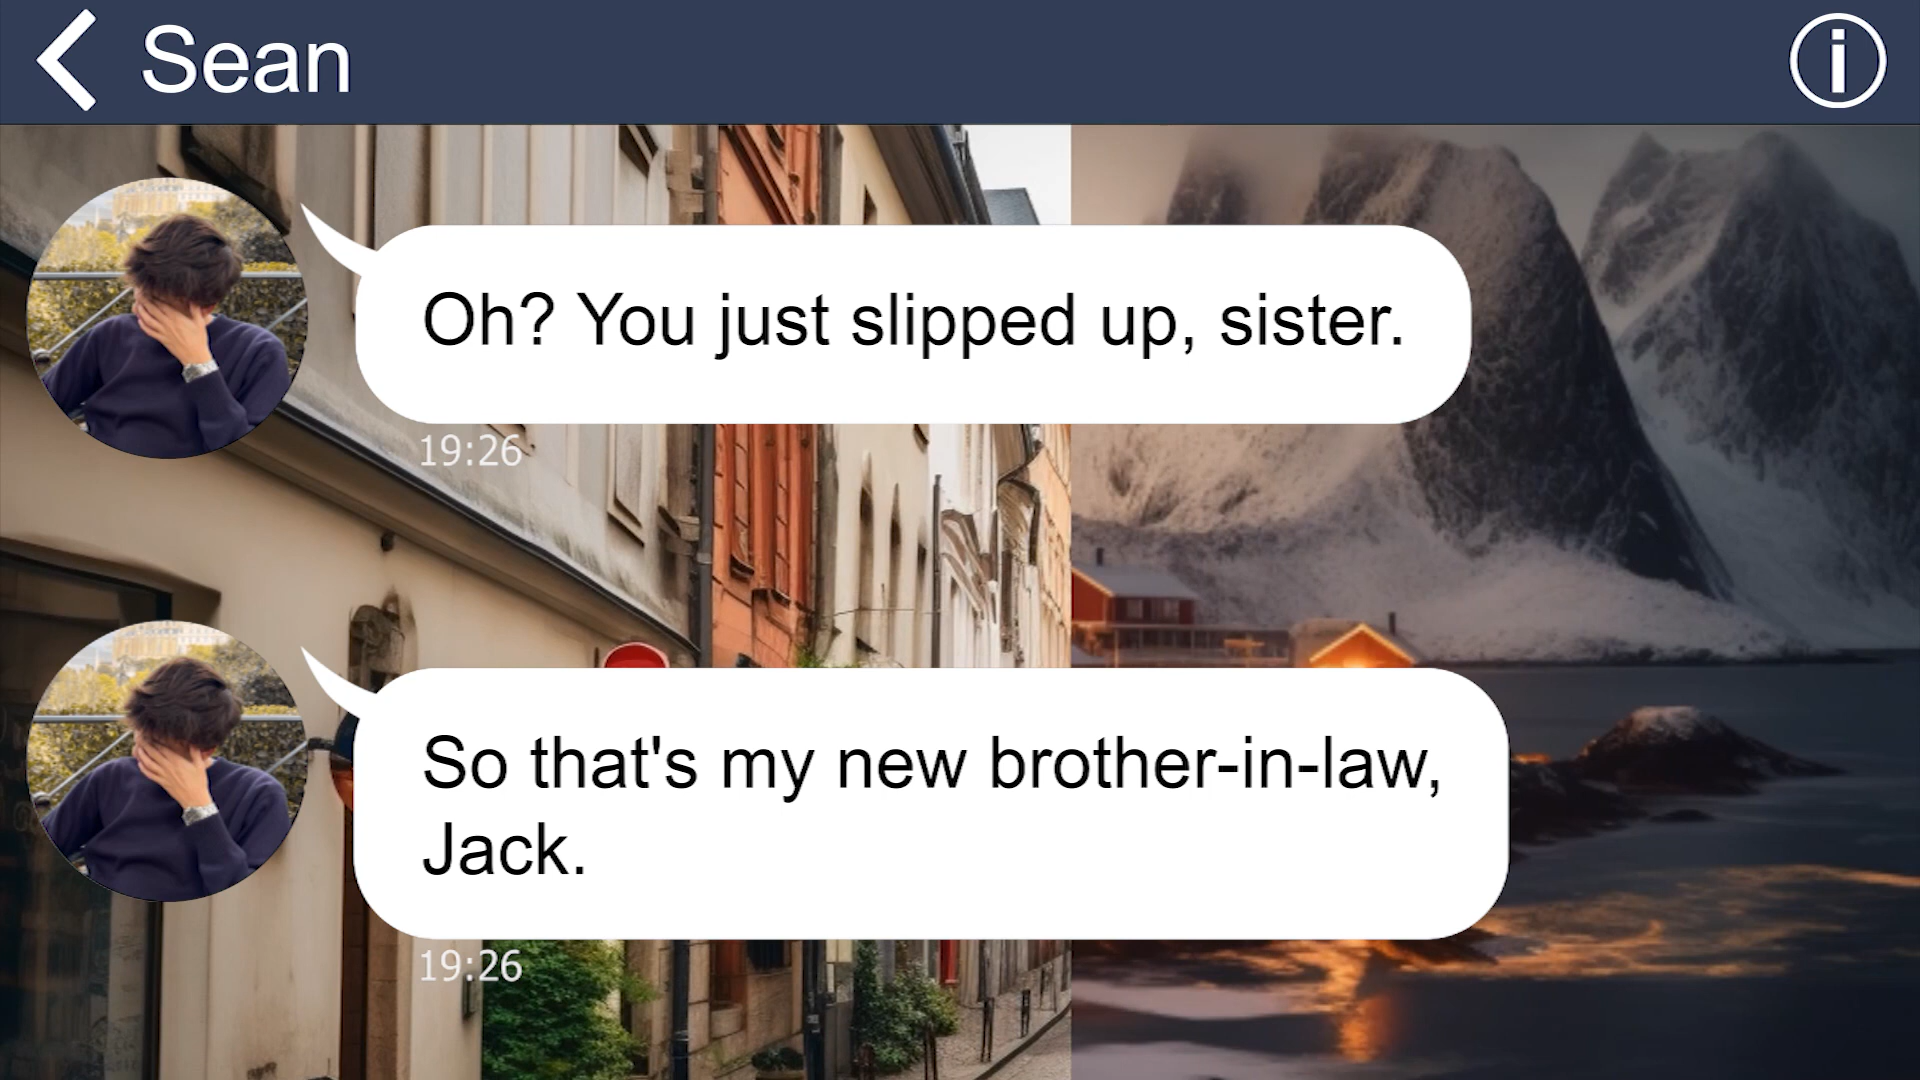 Sean
Oh? You just slipped up, sister.
19:26
So that's my new brother-in-law,
Jack.
19:26